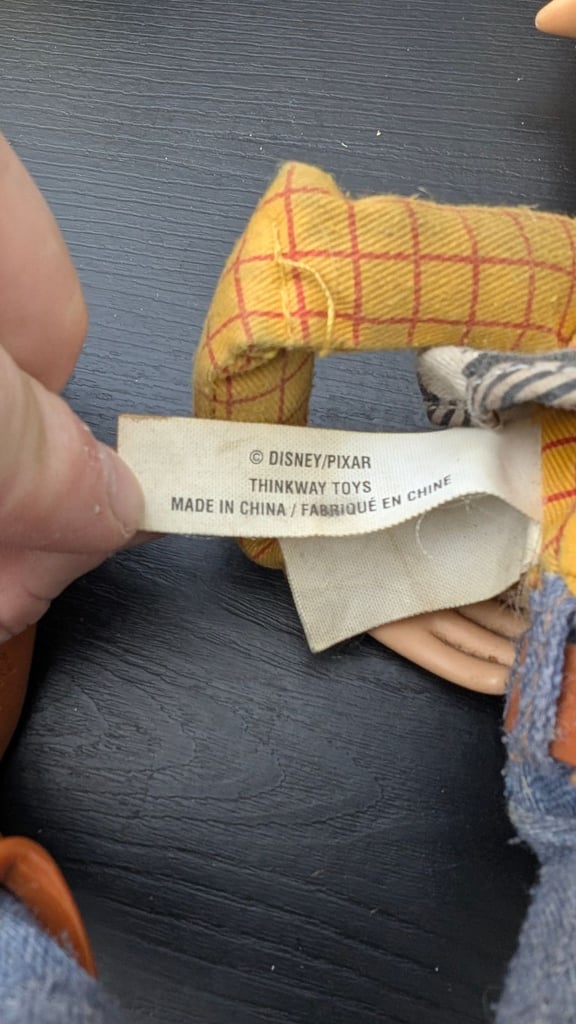 © DISNEY/PIXAR
THINKWAY TOYS
MADE IN CHINA / FABRIQUÉ EN CHINE